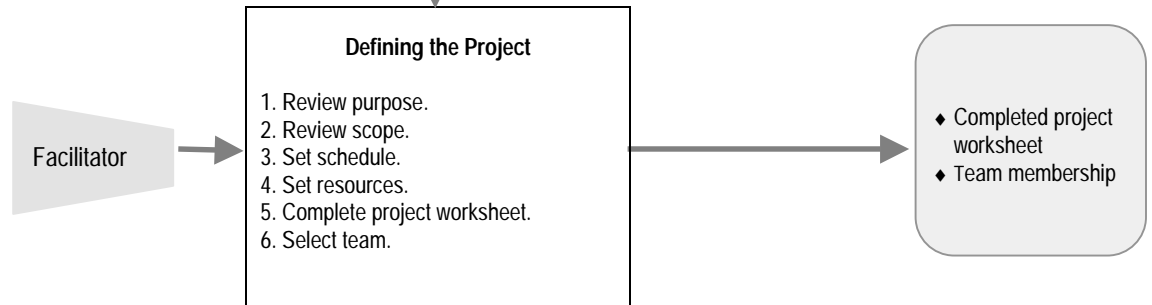 Defining the Project
Facilitator
1. Review purpose.
2. Review scope.
3. Set schedule.
4. Set resources.
5. Complete project worksheet.
6. Select team.
♦ Completed project
worksheet
♦ Team membership